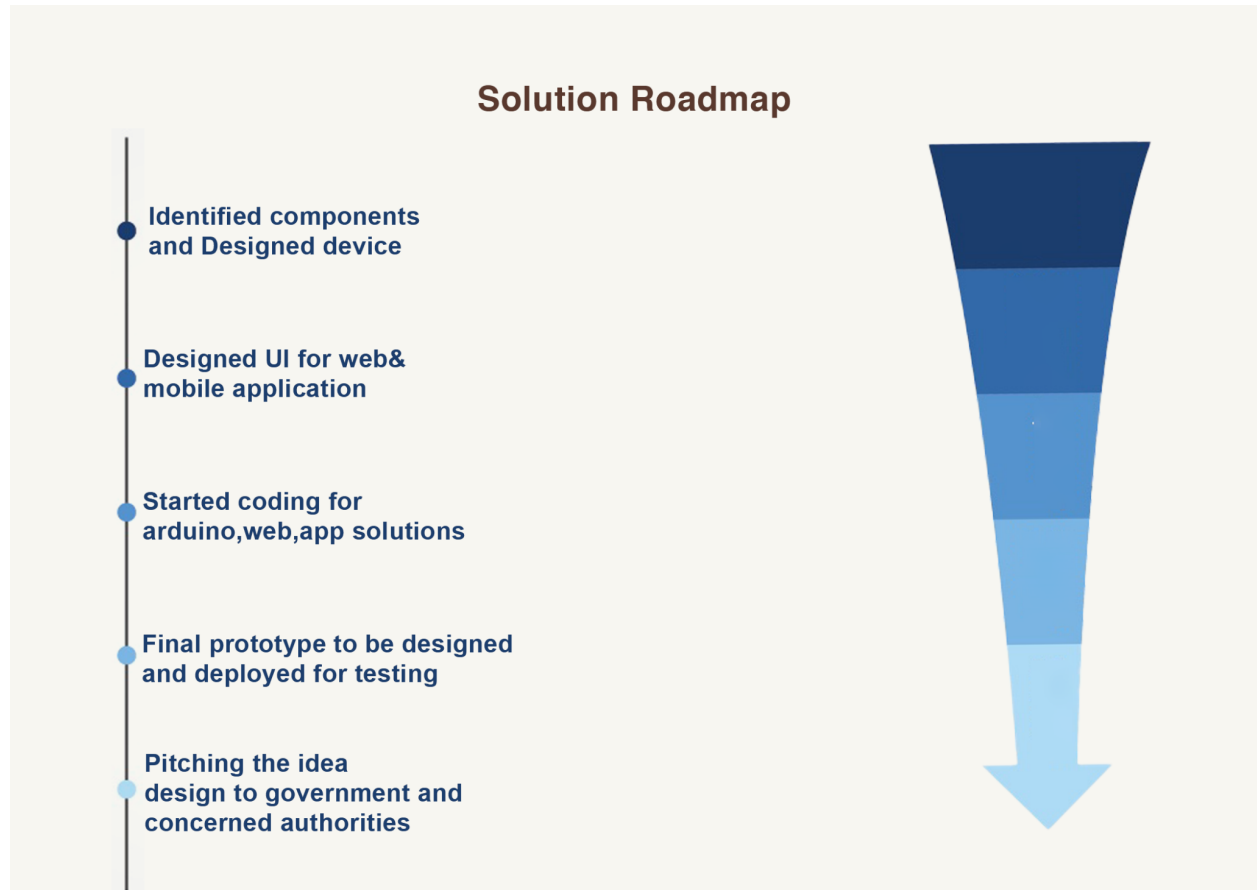 Solution Roadmap
Identified components
and Designed device
Designed UI for web&
mobile application
Started coding for
arduino,web,app solutions
Final prototype to be designed
and deployed for testing
Pitching the idea
design to government and
concerned authorities